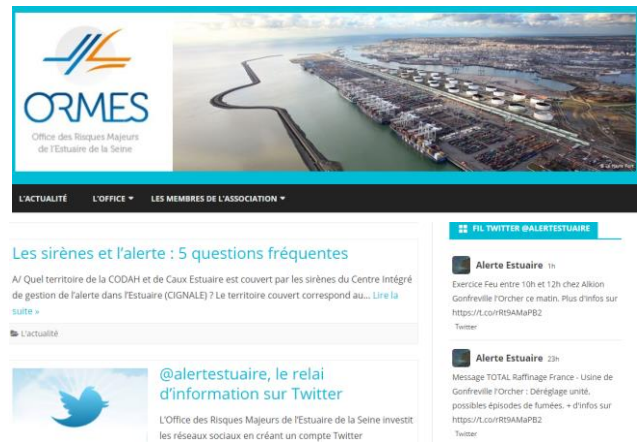 ORMES
Office des Risques Majeurs
de l'Estuaire de la Seine
L'ACTUALITÉ L'OFFICE LES MEMBRES DE L'ASSOCIATION
Les sirènes et l'alerte : 5 questions fréquentes
A/ Quel territoire de la CODAH et de Caux Estuaire est couvert par les sirènes du Centre Intégré
de gestion de l'alerte dans l'Estuaire (CIGNALE) ? Le territoire couvert correspond au... Lire la
suite »
L'actualité
@alertestuaire, le relai
d'information sur Twitter
L'Office des Risques Majeurs de l'Estuaire de la Seine investit
les réseaux sociaux en créant un compte Twitter
FIL TWITTER @ALERTESTUAIRE
Alerte Estuaire 1h
Exercice Feu entre 10h et 12h chez Alkion
Gonfreville l'Orcher ce matin. Plus d'infos sur
https://t.co/rRt9AMaPB2
Twitter
Alerte Estuaire 23h
Message TOTAL Raffinage France - Usine de
Gonfreville l'Orcher : Déréglage unité,
possibles épisodes de fumées. + d'infos sur
https://t.co/rRt9AMaPB2
Twitter